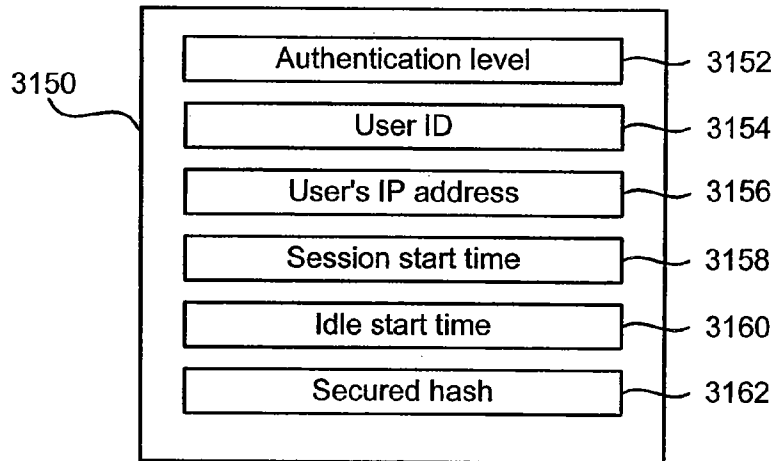 Authentication level 3152
3150
User ID 3154
User's IP address 3156
Session start time 3158
Idle start time 3160
Secured hash 3162